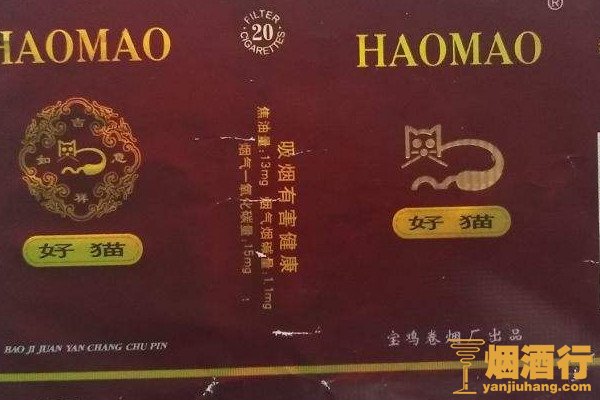 HAOMAO
吉
如 意
祥
好 猫
BAO JI JUAN YAN CHANG CHU PIN
FILTER
20
CIGARETTES
吸烟有害健康
焦油量:13mg 烟气烟碱量:1.1mg
烟气一氧化碳量:15mg
®
HAOMAO
好 猫
宝鸡卷烟厂出品
烟酒行
yanjiuhang.com